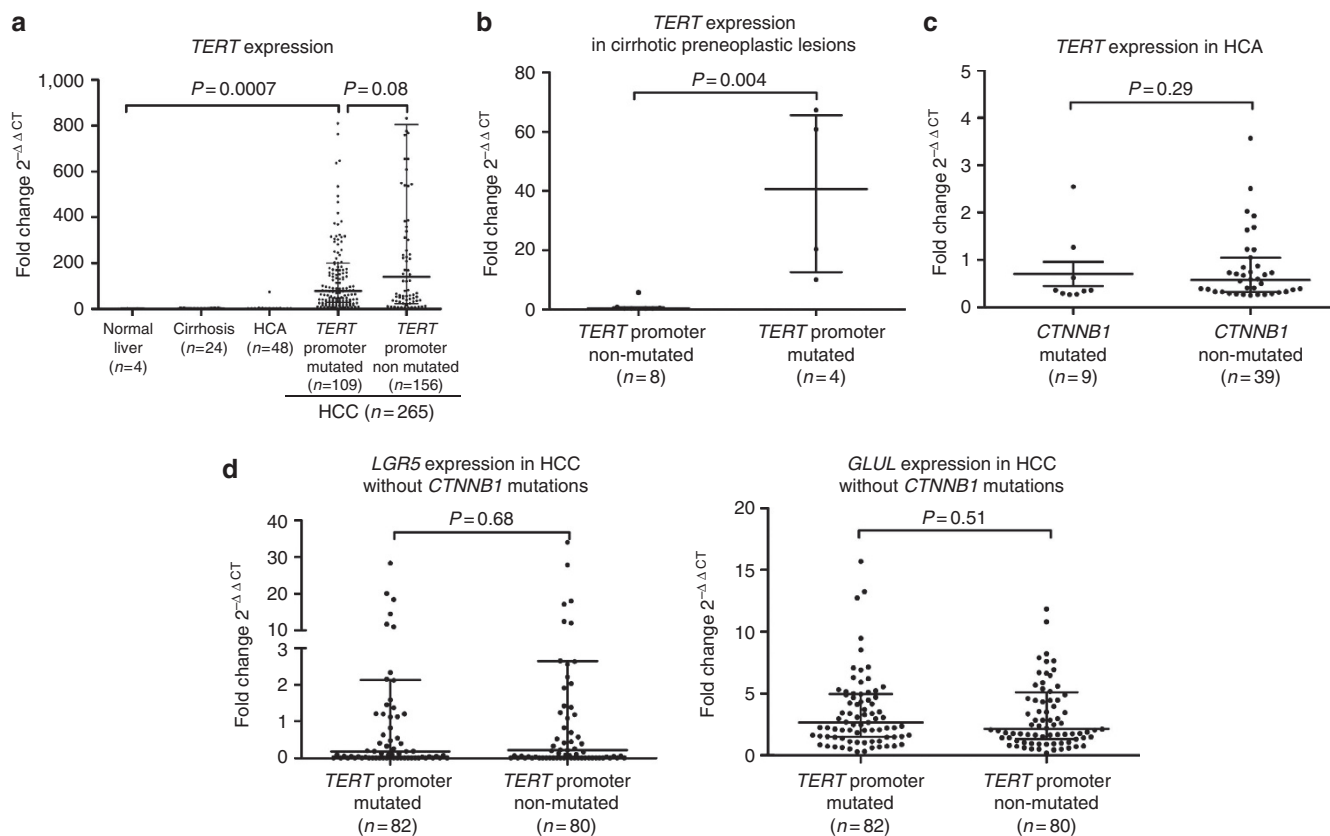 a
TERT expression
Fold change 2−Δ Δ CT
1,000
800
600
400
200
0
P = 0.0007
P = 0.08
Normal
liver
(n=4)
Cirrhosis
(n=24)
HCA
(n=48)
TERT
promoter
mutated
(n=109)
TERT
promoter
non mutated
(n=156)
HCC (n=265)
b
TERT expression
in cirrhotic preneoplastic lesions
Fold change 2−Δ Δ CT
80
60
40
20
0
P = 0.004
TERT promoter
non-mutated
(n=8)
TERT promoter
mutated
(n=4)
c
TERT expression in HCA
Fold change 2−Δ Δ CT
5
4
3
2
1
0
P = 0.29
CTNNB1
mutated
(n=9)
CTNNB1
non-mutated
(n=39)
d
LGR5 expression in HCC
without CTNNB1 mutations
Fold change 2−Δ Δ CT
40
30
20
10
3
2
1
0
P = 0.68
TERT promoter
mutated
(n=82)
TERT promoter
non-mutated
(n=80)
GLUL expression in HCC
without CTNNB1 mutations
Fold change 2−Δ Δ CT
20
15
10
5
0
P = 0.51
TERT promoter
mutated
(n=82)
TERT promoter
non-mutated
(n=80)